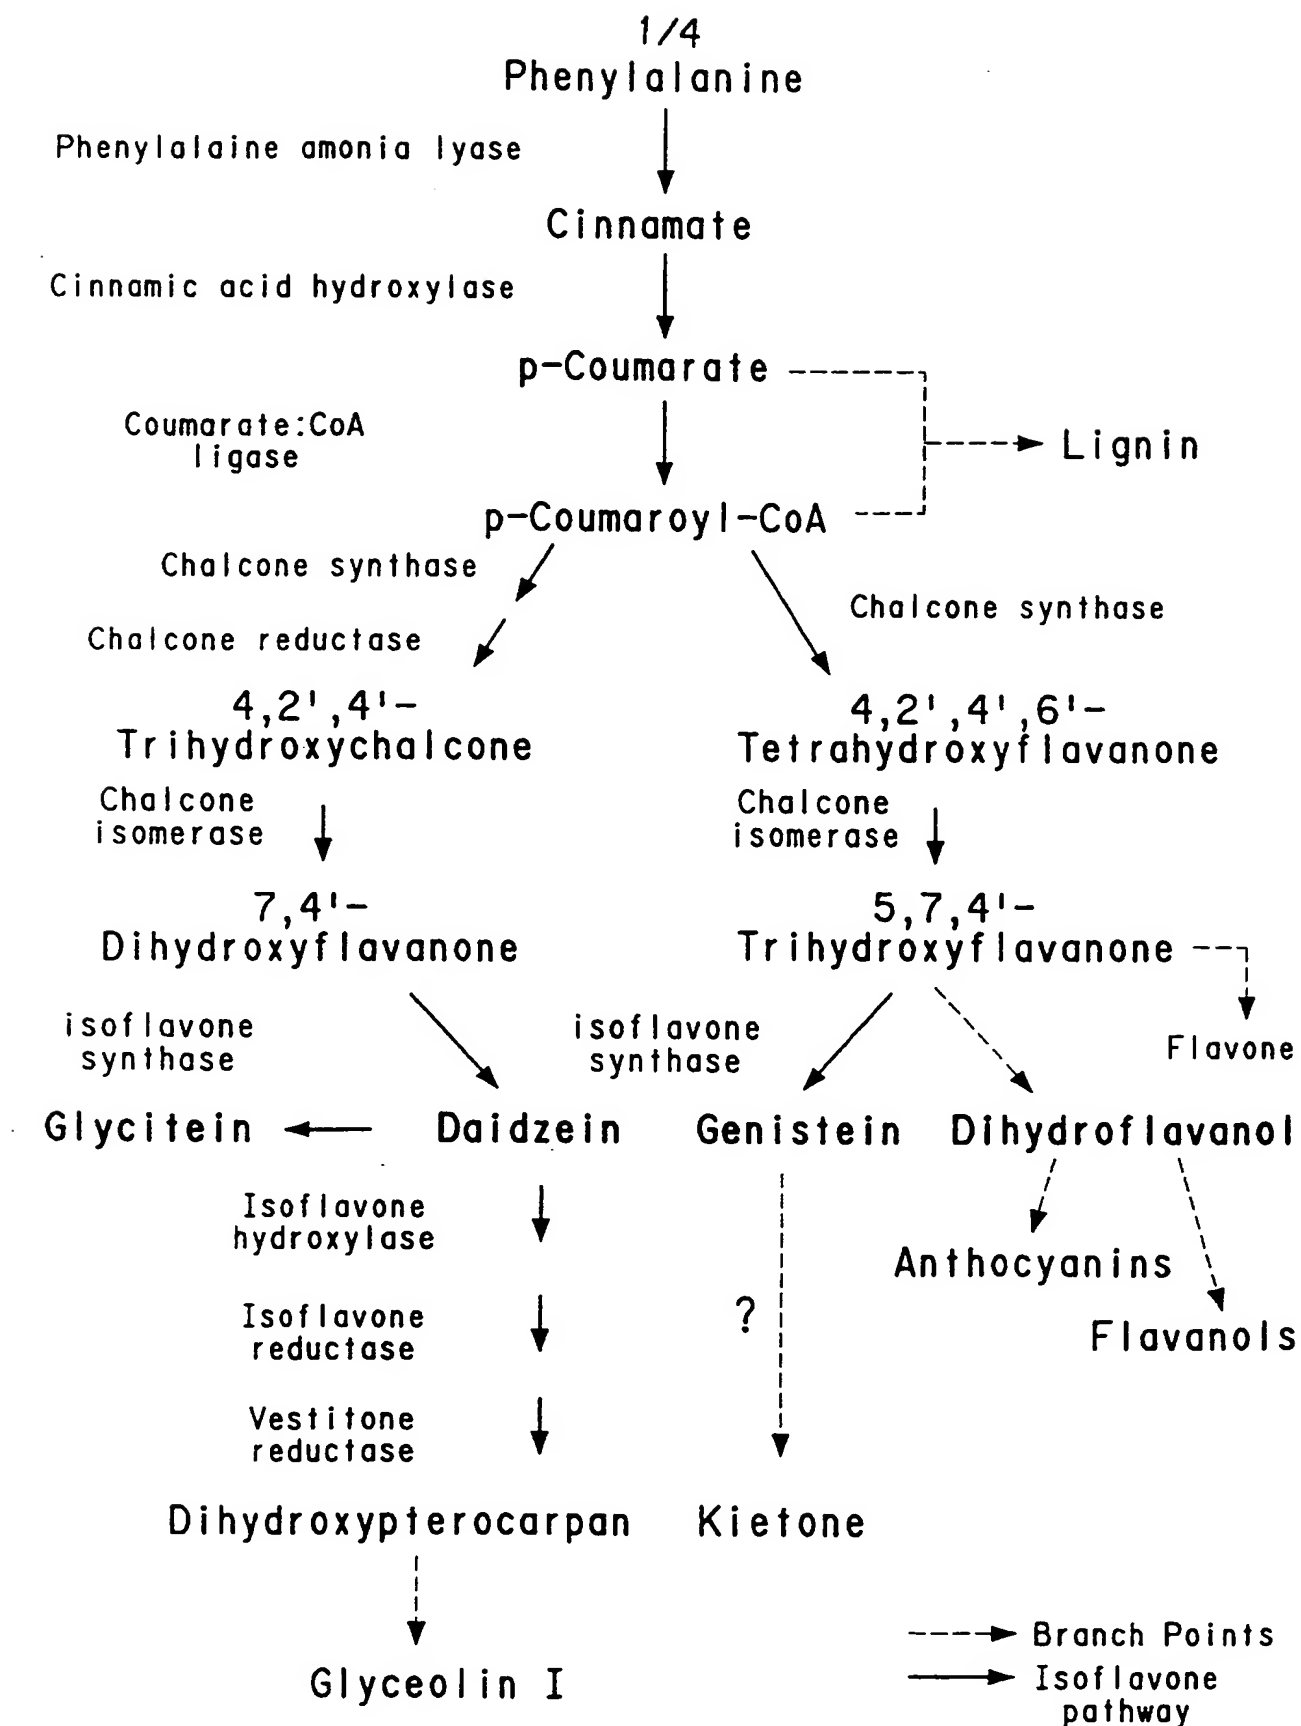 1/4
Phenylalanine
Phenylalaine amonia lyase
Cinnamate
Cinnamic acid hydroxylase
p-Coumarate
Coumarate:CoA
ligase
Lignin
p-Coumaroyl-CoA
Chalcone synthase
Chalcone synthase
Chalcone reductase
4,2',4'-
Trihydroxychalcone
4,2',4',6'-
Tetrahydroxyflavanone
Chalcone
isomerase
Chalcone
isomerase
7,4'-
Dihydroxyflavanone
5,7,4'-
Trihydroxyflavanone
isoflavone
synthase
isoflavone
synthase
Flavone
Glycitein
Daidzein
Genistein
Dihydroflavanol
Isoflavone
hydroxylase
Anthocyanins
Isoflavone
reductase
?
Flavanols
Vestitone
reductase
Dihydroxypterocarpan
Kietone
Glyceolin I
Branch Points
Isoflavone
pathway